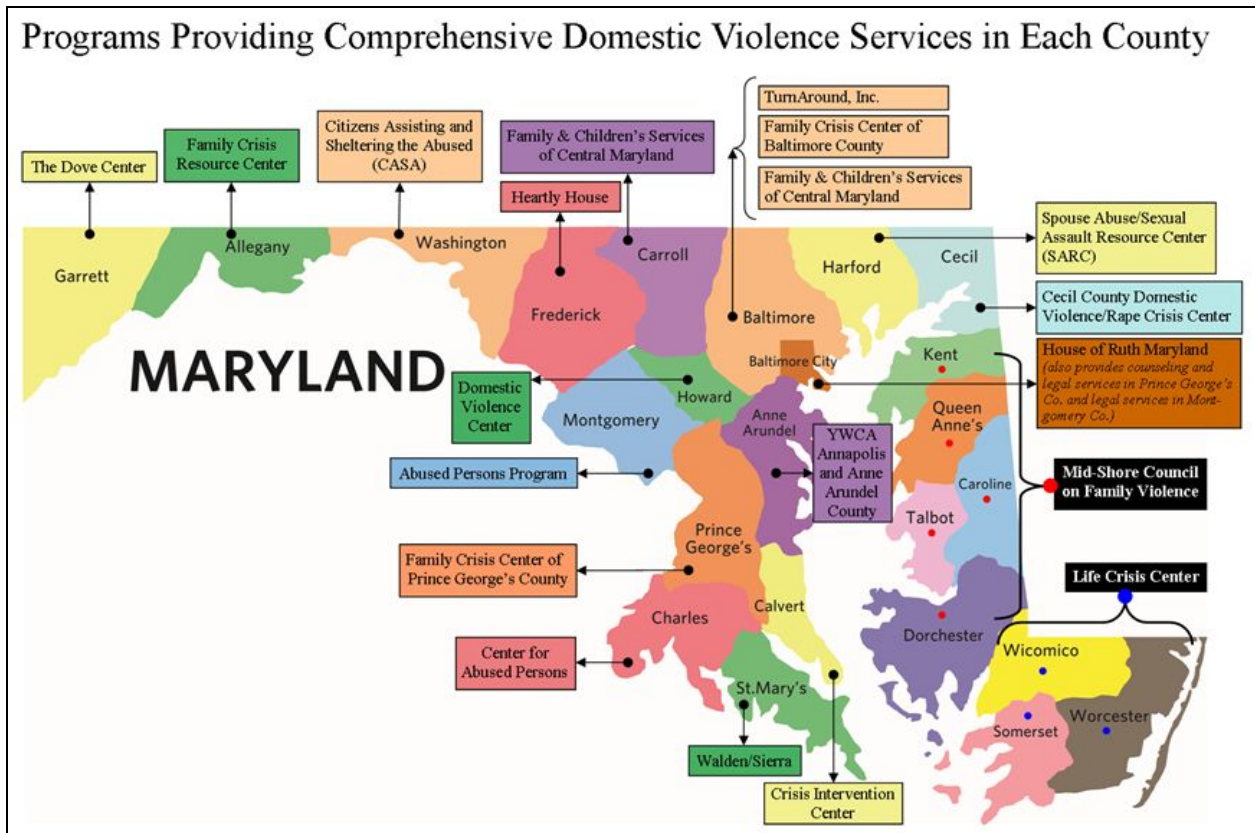 Programs Providing Comprehensive Domestic Violence Services in Each County
TurnAround, Inc.
Family Crisis Center of
Baltimore County
Family & Children's Services
of Central Maryland
Citizens Assisting and
Sheltering the Abused
(CASA)
Family & Children's Services
of Central Maryland
Family Crisis
Resource Center
The Dove Center
Heartly House
Spouse Abuse/Sexual
Assault Resource Center
(SARC)
Garrett
Allegany
Washington
Frederick
Carroll
Baltimore
Harford
Cecil
Cecil County Domestic
Violence/Rape Crisis Center
MARYLAND
Baltimore City
Kent
House of Ruth Maryland
(also provides counseling and
legal services in Prince George's
Co. and legal services in Mont-
gomery Co.)
Domestic
Violence
Center
Howard
Montgomery
Anne
Arundel
Queen
Anne's
YWCA
Annapolis
and Anne
Arundel
County
Abused Persons Program
Caroline
Mid-Shore Council
on Family Violence
Talbot
Prince
George's
Family Crisis Center of
Prince George's County
Life Crisis Center
Charles
Calvert
Dorchester
Center for
Abused Persons
Wicomico
St.Mary's
Somerset
Worcester
Walden/Sierra
Crisis Intervention
Center